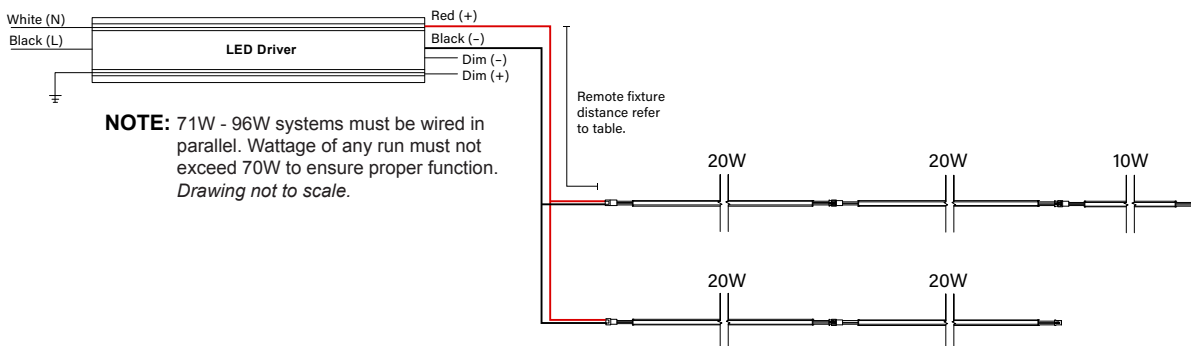 White (N)
Black (L)
LED Driver
Red (+)
Black (–)
Dim (–)
Dim (+)
Remote fixture
distance refer
to table.
NOTE: 71W - 96W systems must be wired in
parallel. Wattage of any run must not
exceed 70W to ensure proper function.
Drawing not to scale.
20W
20W
10W
20W
20W